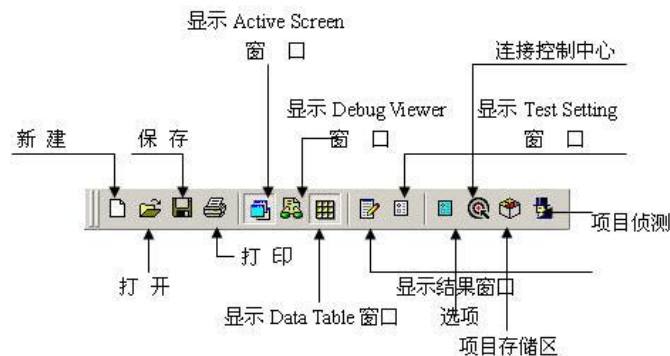 显示 Active Screen
窗 口
连接控制中心
显示 Debug Viewer
窗 口
显示 Test Setting
窗 口
新 建
保 存
项目侦测
打 印
打 开
显示结果窗口
显示 Data Table 窗口
选项
项目存储区